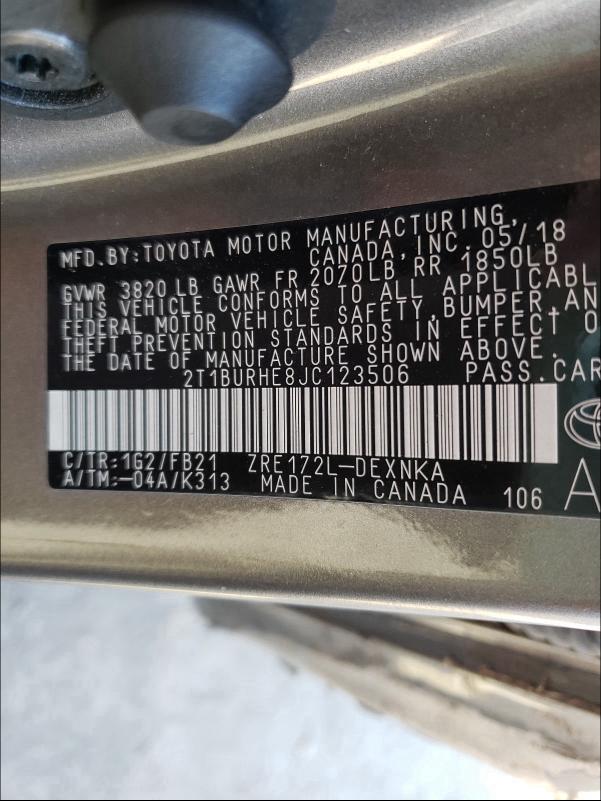 MFD. BY: TOYOTA MOTOR MANUFACTURING,
CANADA, INC. 05/18
GVWR 3820 LB GAWR FR 2070LB, RR 1850LB
THIS VEHICLE CONFORMS TO ALL APPLICABL
FEDERAL MOTOR VEHICLE SAFETY, BUMPER, AN
THEFT PREVENTION STANDARDS IN EFFECT O
THE DATE OF MANUFACTURE SHOWN ABOVE.
2T1BURHE8JC123506 PASS. CAR
C/TR: 1G2/FB21 ZRE172L-DEXNKA
A/TM: -04A/K313 MADE IN CANADA 106 A